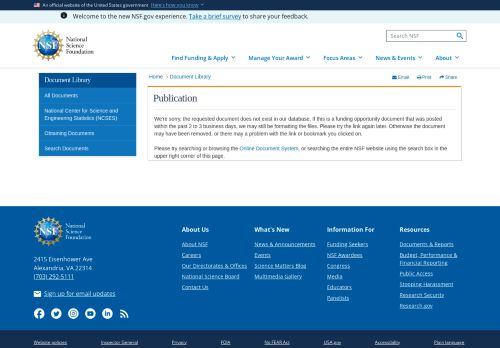 An official website of the United States government Here's how you know
Welcome to the new NSF.gov experience. Take a brief survey to share your feedback.
NSF
National
Science
Foundation
Search NSF
Find Funding & Apply
Manage Your Award
Focus Areas
News & Events
About
Document Library
All Documents
National Center for Science and
Engineering Statistics (NCSES)
Obtaining Documents
Search Documents
Home
Document Library
Email
Print
Share
Publication
We're sorry, the requested document does not exist in our database. If this is a funding opportunity document that was posted
within the past 2 to 3 business days, we may still be formatting the files. Please try the link again later. Otherwise the document
may have been removed, or there may a problem with the link or bookmark you clicked on.
Please try searching or browsing the Online Document System, or searching the entire NSF website using the search box in the
upper right corner of this page.
NSF
National
Science
Foundation
2415 Eisenhower Ave
Alexandria, VA 22314
(703) 292-5111
Sign up for email updates
About Us
About NSF
Careers
Our Directorates & Offices
National Science Board
Contact Us
What's New
News & Announcements
Events
Science Matters Blog
Multimedia Gallery
Information For
Funding Seekers
NSF Awardees
Congress
Media
Educators
Panelists
Resources
Documents & Reports
Budget, Performance &
Financial Reporting
Public Access
Stopping Harassment
Research Security
Research.gov
Website policies
Inspector General
Privacy
FOIA
No FEAR Act
USA.gov
Accessibility
Plain language